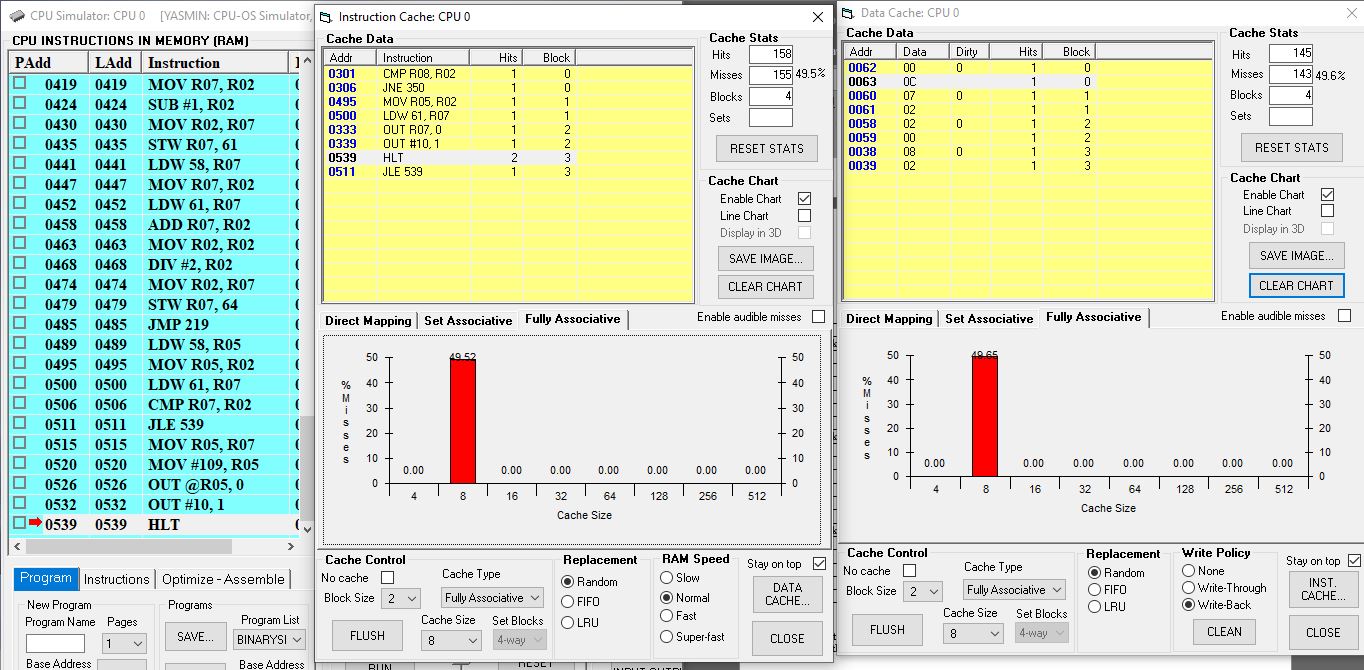 CPU Simulator: CPU 0 [YASMIN: CPU-OS Simulator,
CPU INSTRUCTIONS IN MEMORY (RAM)
PAdd LAdd Instruction
0419 0419 MOV R07, R02
0424 0424 SUB #1, R02
0430 0430 MOV R02, R07
0435 0435 STW R07, 61
0441 0441 LDW 58, R07
0447 0447 MOV R07, R02
0452 0452 LDW 61, R07
0458 0458 ADD R07, R02
0463 0463 MOV R02, R02
0468 0468 DIV #2, R02
0474 0474 MOV R02, R07
0479 0479 STW R07, 64
0485 0485 JMP 219
0489 0489 LDW 58, R05
0495 0495 MOV R05, R02
0500 0500 LDW 61, R07
0506 0506 CMP R07, R02
0511 0511 JLE 539
0515 0515 MOV R05, R07
0520 0520 MOV #109, R05
0526 0526 OUT @R05, 0
0532 0532 OUT #10, 1
0539 0539 HLT
Program Instructions Optimize - Assemble
New Program
Program Name Pages
1
Base Address
Programs
Program List
SAVE... BINARYSI
Base Address
RUN
RESET
Instruction Cache: CPU 0
Cache Data
Addr Instruction Hits Block
0301 CMP R08, R02 1 0
0306 JNE 350 1 0
0495 MOV R05, R02 1 1
0500 LDW 61, R07 1 1
0333 OUT R07, 0 1 2
0339 OUT #10, 1 1 2
0539 HLT 2 3
0511 JLE 539 1 3
Cache Stats
Hits 158
Misses 155 49.5%
Blocks 4
Sets
RESET STATS
Cache Chart
Enable Chart
Line Chart
Display in 3D
SAVE IMAGE...
CLEAR CHART
Enable audible misses
Direct Mapping Set Associative Fully Associative
% Misses
50 49.52 50
40 40
30 30
20 20
10 10
0.00 0.00 0.00 0.00 0.00 0.00 0.00
0 0
4 8 16 32 64 128 256 512
Cache Size
Cache Control
No cache
Block Size 2
FLUSH
Cache Type
Fully Associative
Cache Size Set Blocks
8 4-way
Replacement
Random
FIFO
LRU
RAM Speed
Slow
Normal
Fast
Super-fast
Stay on top
DATA
CACHE...
CLOSE
Data Cache: CPU 0
Cache Data
Addr Data Dirty Hits Block
0062 00 0 1 0
0063 0C 1 0
0060 07 0 1 1
0061 02 1 1
0058 02 0 1 2
0059 00 1 2
0038 08 0 1 3
0039 02 1 3
Cache Stats
Hits 145
Misses 143 49.6%
Blocks 4
Sets
RESET STATS
Cache Chart
Enable Chart
Line Chart
Display in 3D
SAVE IMAGE...
CLEAR CHART
Enable audible misses
Direct Mapping Set Associative Fully Associative
% Misses
50 49.65 50
40 40
30 30
20 20
10 10
0.00 0.00 0.00 0.00 0.00 0.00 0.00
0 0
4 8 16 32 64 128 256 512
Cache Size
Cache Control
No cache
Block Size 2
FLUSH
Cache Type
Fully Associative
Cache Size Set Blocks
8 4-way
Replacement
Random
FIFO
LRU
Write Policy
None
Write-Through
Write-Back
CLEAN
Stay on top
INST.
CACHE...
CLOSE